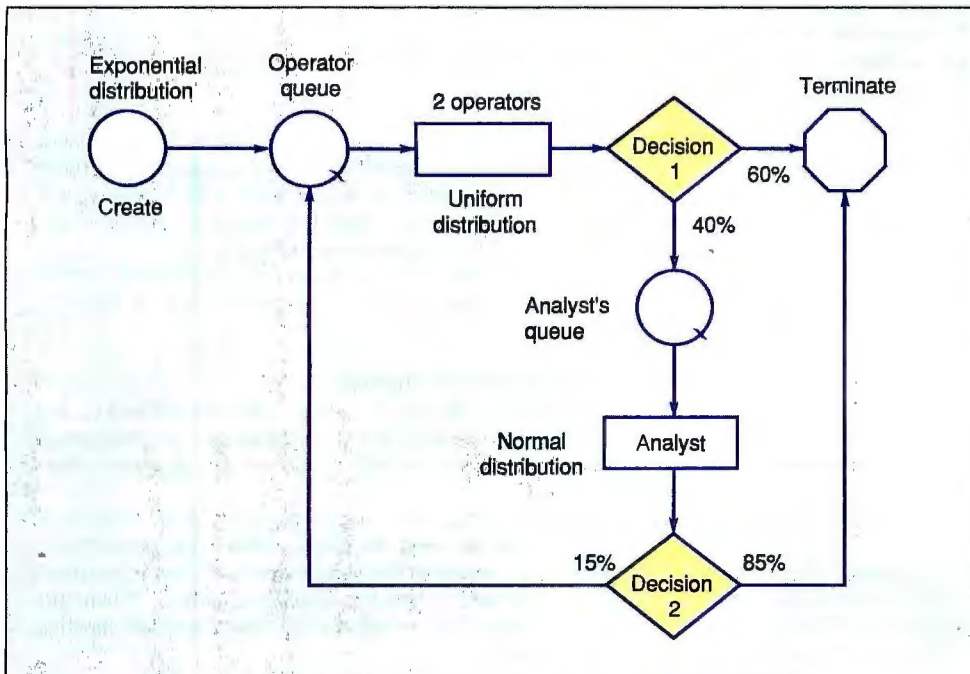 Exponential
distribution
Create
Operator
queue
2 operators
Uniform
distribution
Decision
1
60%
Terminate
40%
Analyst's
queue
Normal
distribution
Analyst
15%
Decision
2
85%